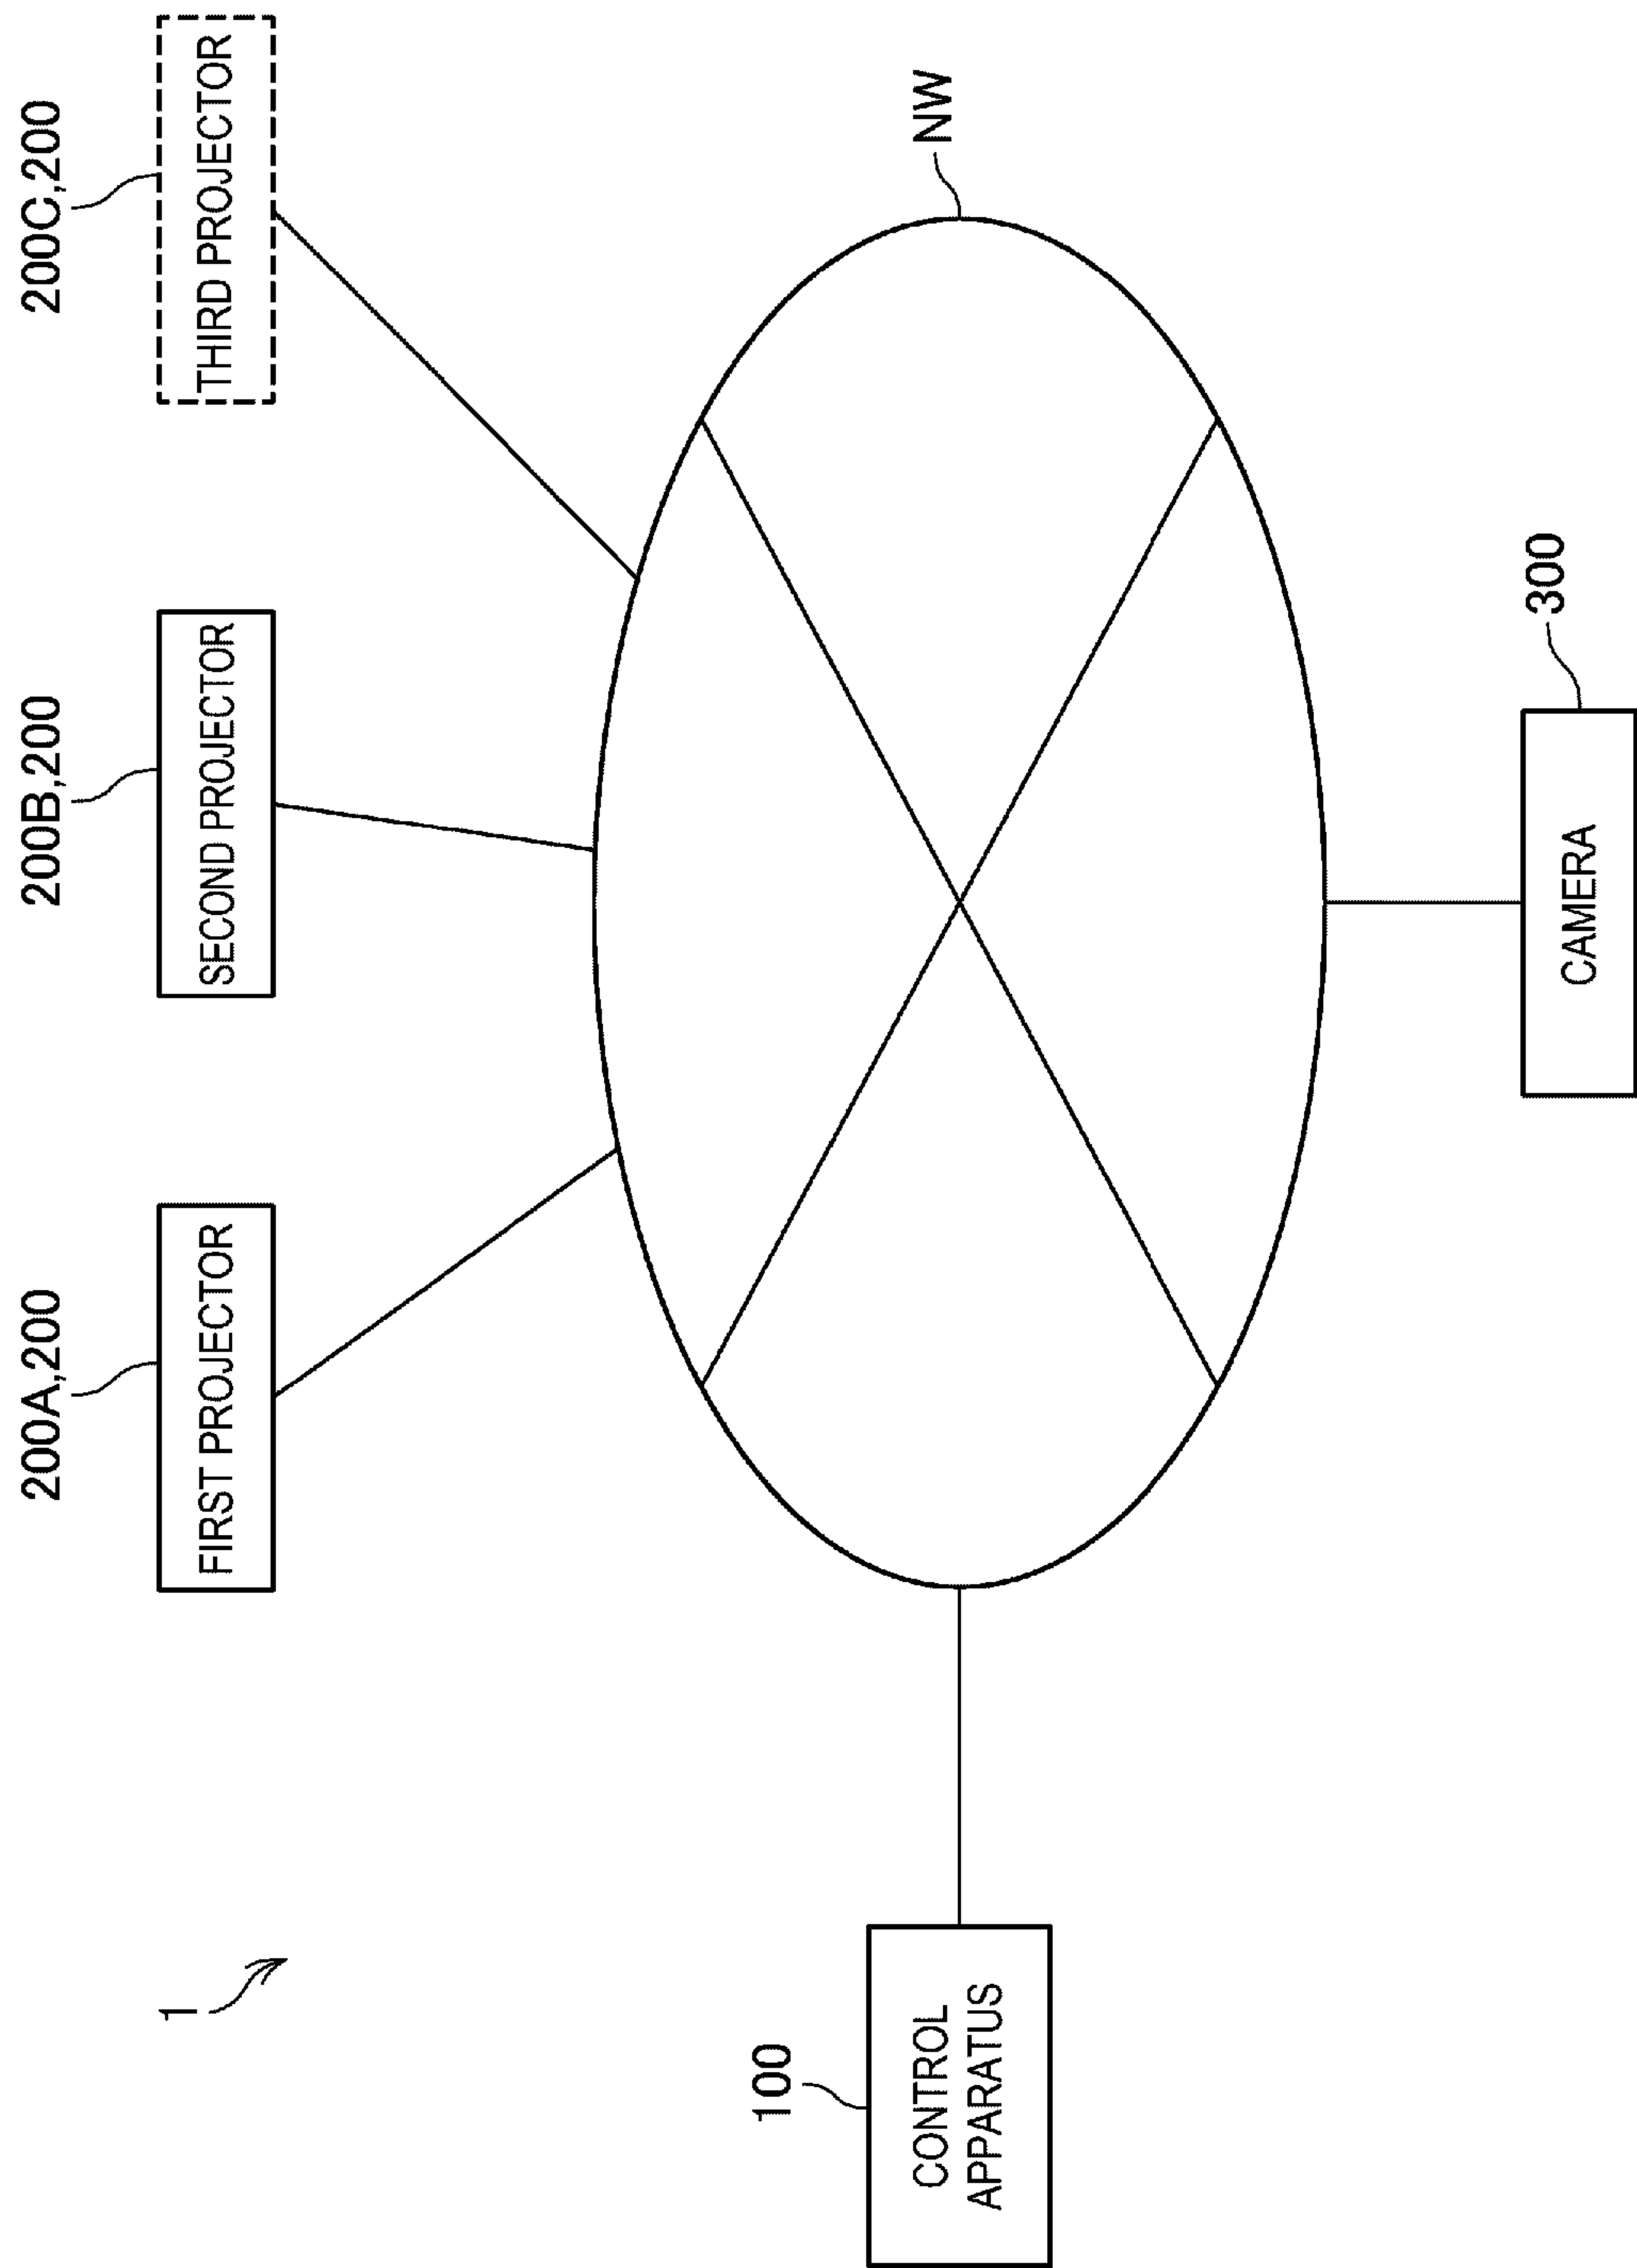 1
200A,200
200B,200
200C,200
FIRST PROJECTOR
SECOND PROJECTOR
THIRD PROJECTOR
100
NW
CONTROL
APPARATUS
300
CAMERA